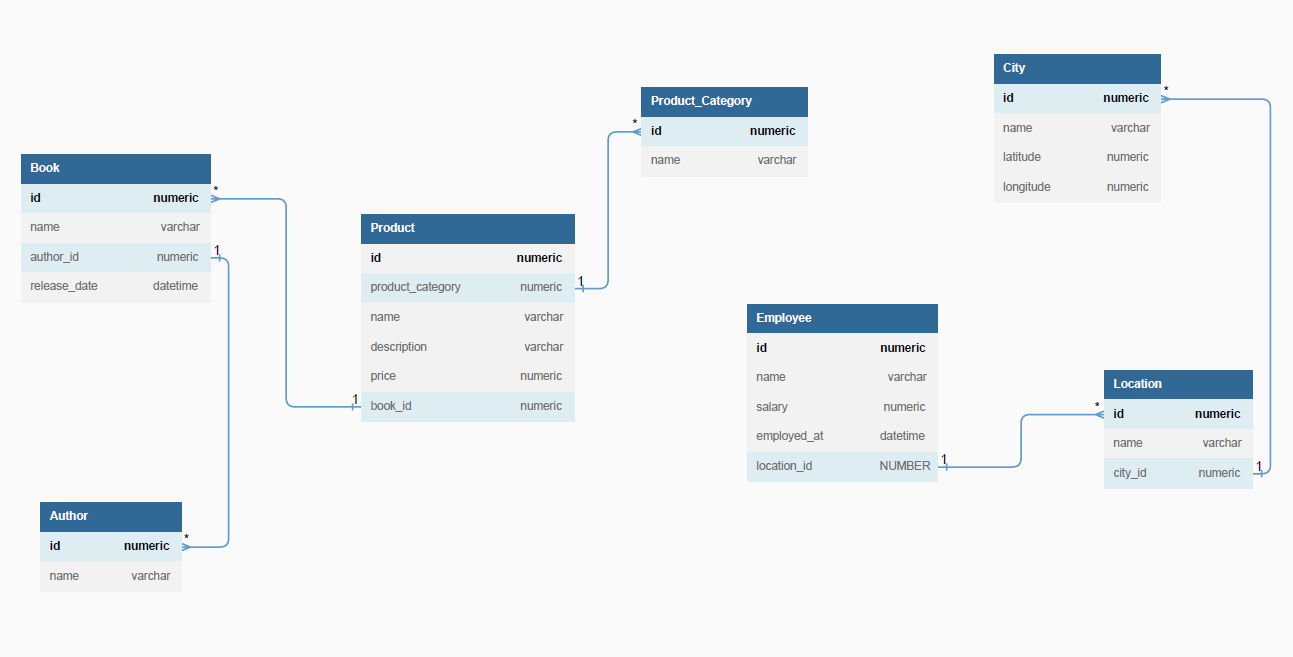 City
id numeric
name varchar
latitude numeric
longitude numeric
*
Product_Category
id numeric
name varchar
*
Book
id numeric
name varchar
author_id numeric
release_date datetime
*
1
Product
id numeric
product_category numeric
name varchar
description varchar
price numeric
book_id numeric
1
1
Employee
id numeric
name varchar
salary numeric
employed_at datetime
location_id NUMBER
1
Location
id numeric
name varchar
city_id numeric
*
1
Author
id numeric
name varchar
*